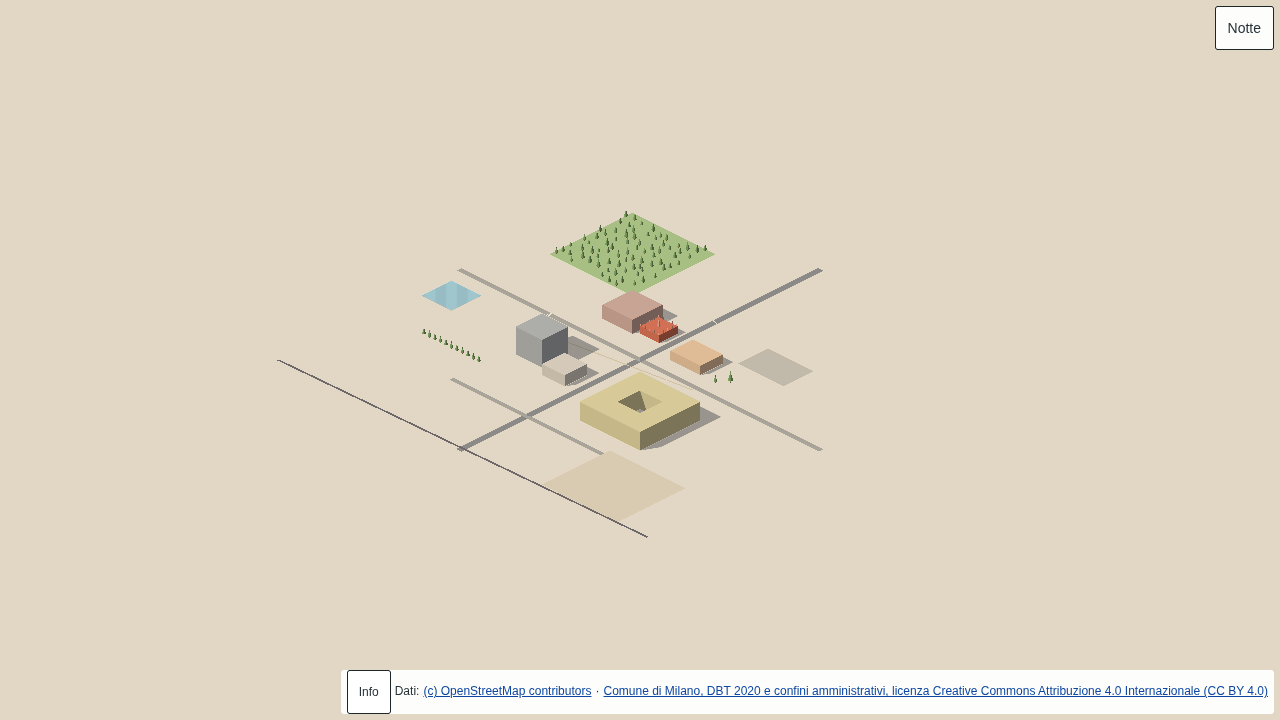 Notte
Info Dati: (c) OpenStreetMap contributors · Comune di Milano, DBT 2020 e confini amministrativi, licenza Creative Commons Attribuzione 4.0 Internazionale (CC BY 4.0)